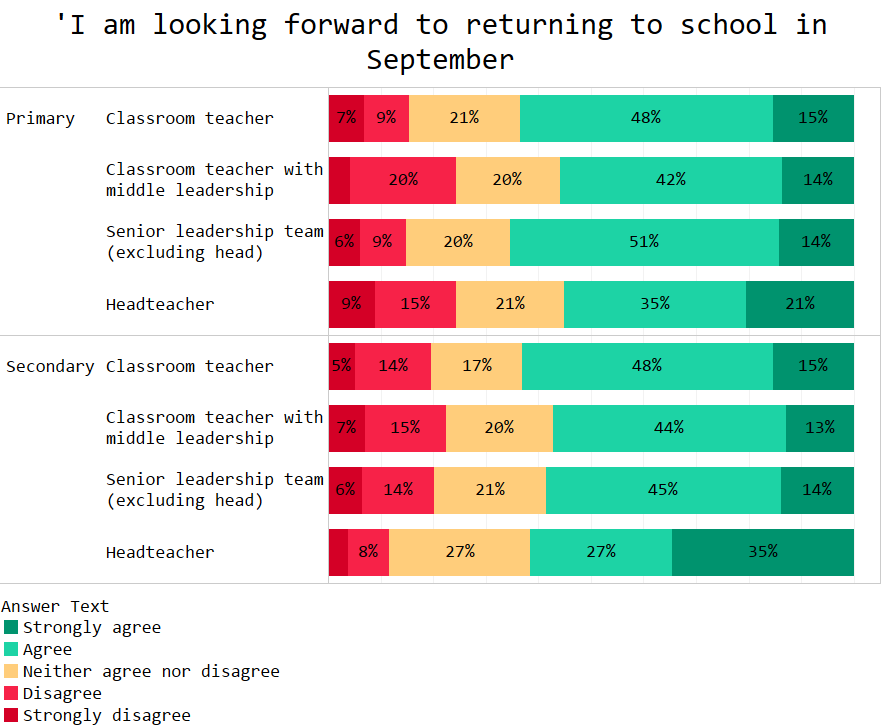 'I am looking forward to returning to school in
September
Primary Classroom teacher 7% 9% 21% 48% 15%
Classroom teacher with
middle leadership 20% 20% 42% 14%
Senior leadership team
(excluding head) 6% 9% 20% 51% 14%
Headteacher 9% 15% 21% 35% 21%
Secondary Classroom teacher 5% 14% 17% 48% 15%
Classroom teacher with
middle leadership 7% 15% 20% 44% 13%
Senior leadership team
(excluding head) 6% 14% 21% 45% 14%
Headteacher 8% 27% 27% 35%
Answer Text
Strongly agree
Agree
Neither agree nor disagree
Disagree
Strongly disagree